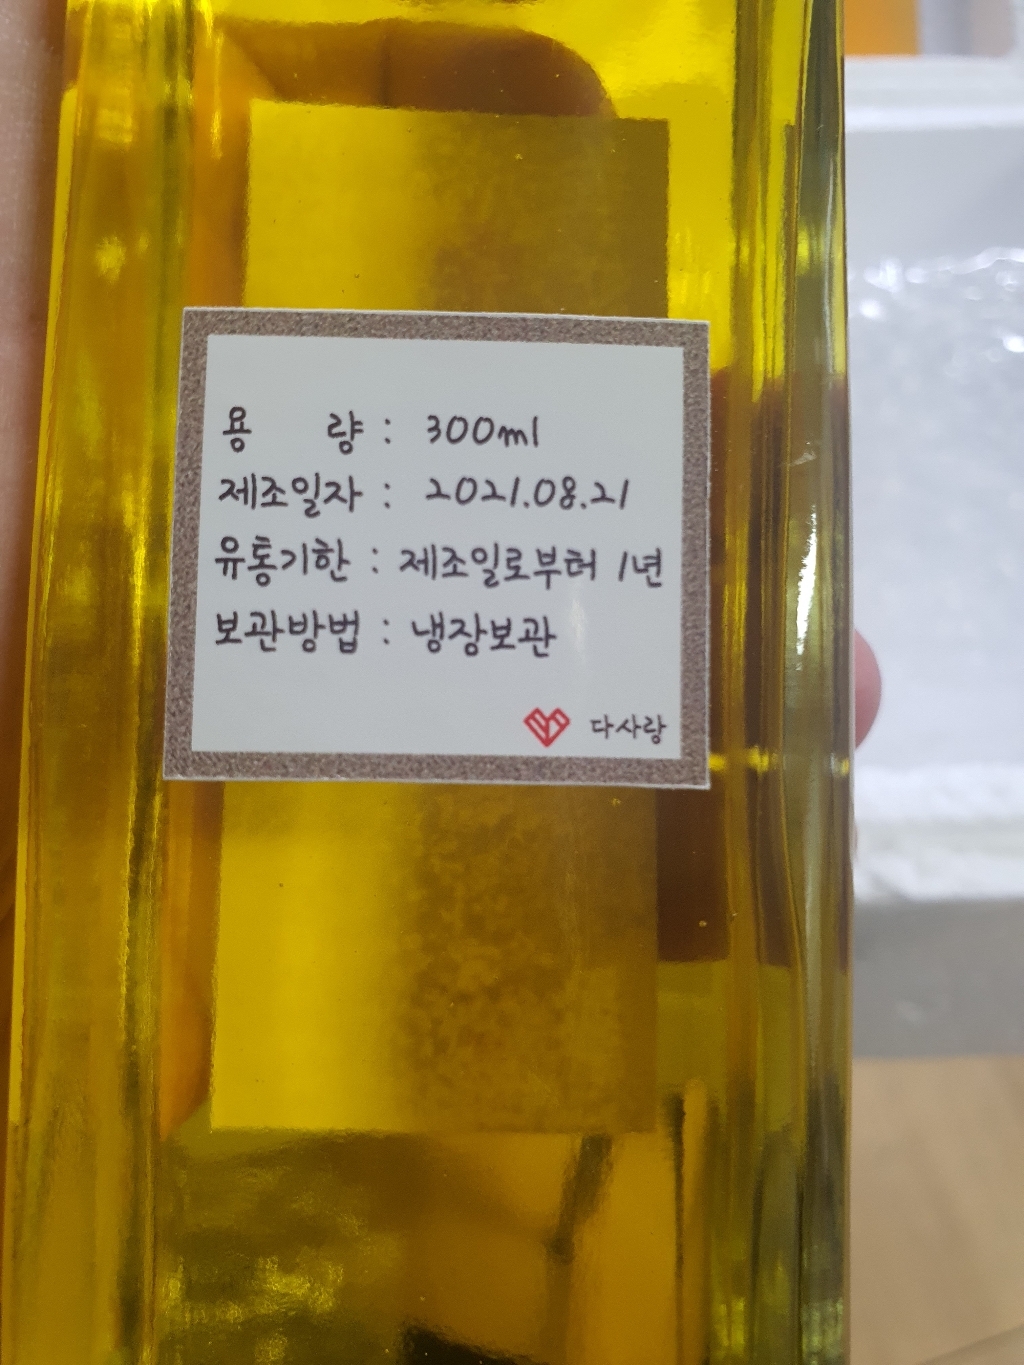 용 량 : 300ml
제조일자 : 2021.08.21
유통기한 : 제조일로부터 1년
보관방법 : 냉장보관
다사랑